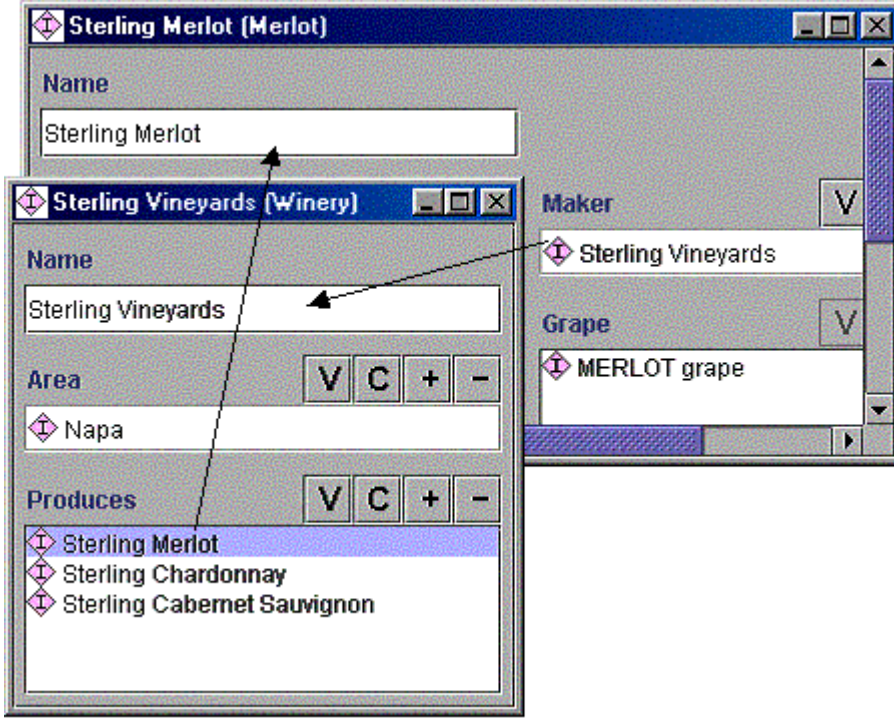 Sterling Merlot (Merlot)
Name
Sterling Merlot
Maker
V
Sterling Vineyards
Grape
V
MERLOT grape
Sterling Vineyards (Winery)
Name
Sterling Vineyards
Area
V C + −
Napa
Produces
V C + −
Sterling Merlot
Sterling Chardonnay
Sterling Cabernet Sauvignon